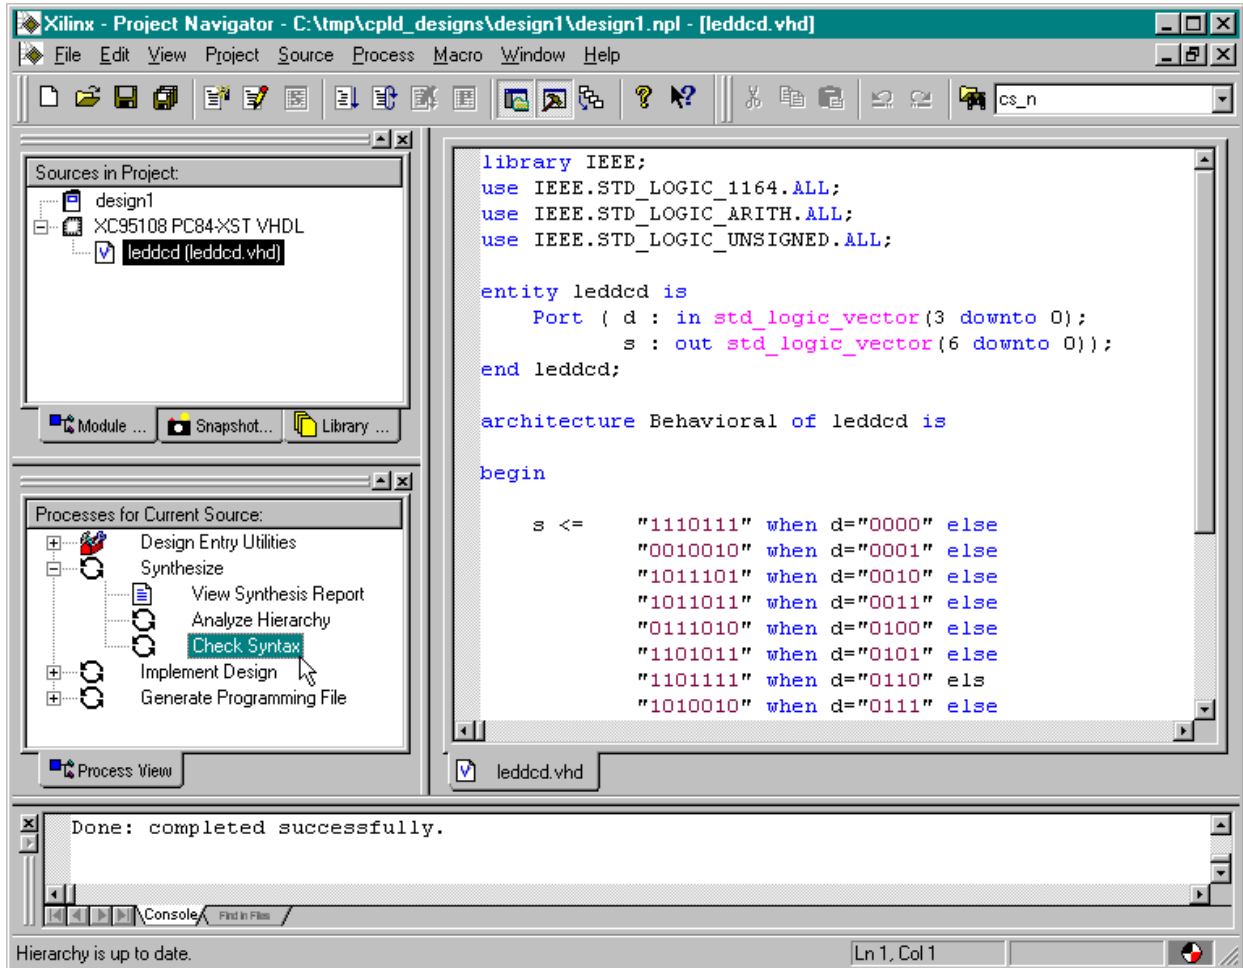 Xilinx - Project Navigator - C:\tmp\cpld_designs\design1\design1.npl - [leddcd.vhd]
File Edit View Project Source Process Macro Window Help
cs_n
Sources in Project:
design1
XC95108 PC84-XST VHDL
leddcd (leddcd.vhd)
Module ... Snapshot... Library ...
Processes for Current Source:
Design Entry Utilities
Synthesize
View Synthesis Report
Analyze Hierarchy
Check Syntax
Implement Design
Generate Programming File
Process View
library IEEE;
use IEEE.STD_LOGIC_1164.ALL;
use IEEE.STD_LOGIC_ARITH.ALL;
use IEEE.STD_LOGIC_UNSIGNED.ALL;
entity leddcd is
Port ( d : in std_logic_vector(3 downto 0);
s : out std_logic_vector(6 downto 0));
end leddcd;
architecture Behavioral of leddcd is
begin
s <= "1110111" when d="0000" else
"0010010" when d="0001" else
"1011101" when d="0010" else
"1011011" when d="0011" else
"0111010" when d="0100" else
"1101011" when d="0101" else
"1101111" when d="0110" els
"1010010" when d="0111" else
leddcd.vhd
Done: completed successfully.
Console Find in Files
Hierarchy is up to date. Ln 1, Col 1